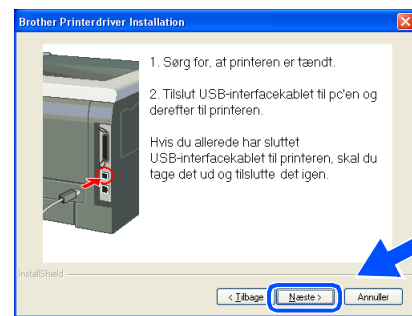 Brother Printerdriver Installation
1. Sørg for, at printeren er tændt.
2. Tilslut USB-interfacekablet til pc'en og
derefter til printeren.
Hvis du allerede har sluttet
USB-interfacekablet til printeren, skal du
tage det ud og tilslutte det igen.
InstallShield
< Tilbage Næste > Annuller